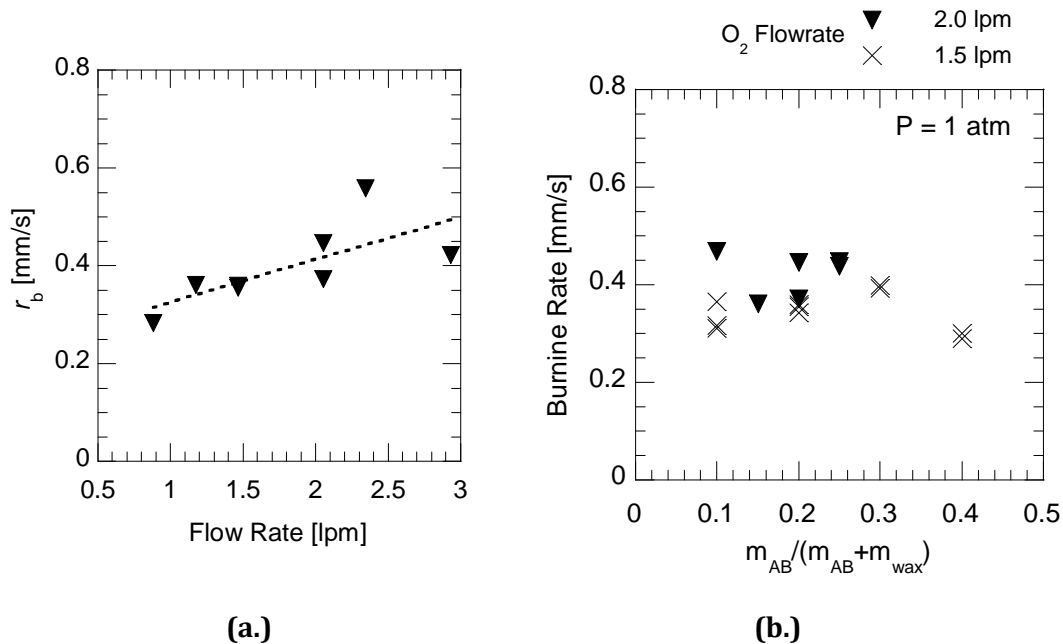 O2 Flowrate
2.0 lpm
1.5 lpm
0.8
0.6
0.4
0.2
0
rb [mm/s]
0.5 1 1.5 2 2.5 3
Flow Rate [lpm]
(a.)
0.8
0.6
0.4
0.2
0
Burnine Rate [mm/s]
P = 1 atm
0 0.1 0.2 0.3 0.4 0.5
mAB/(mAB+mwax)
(b.)